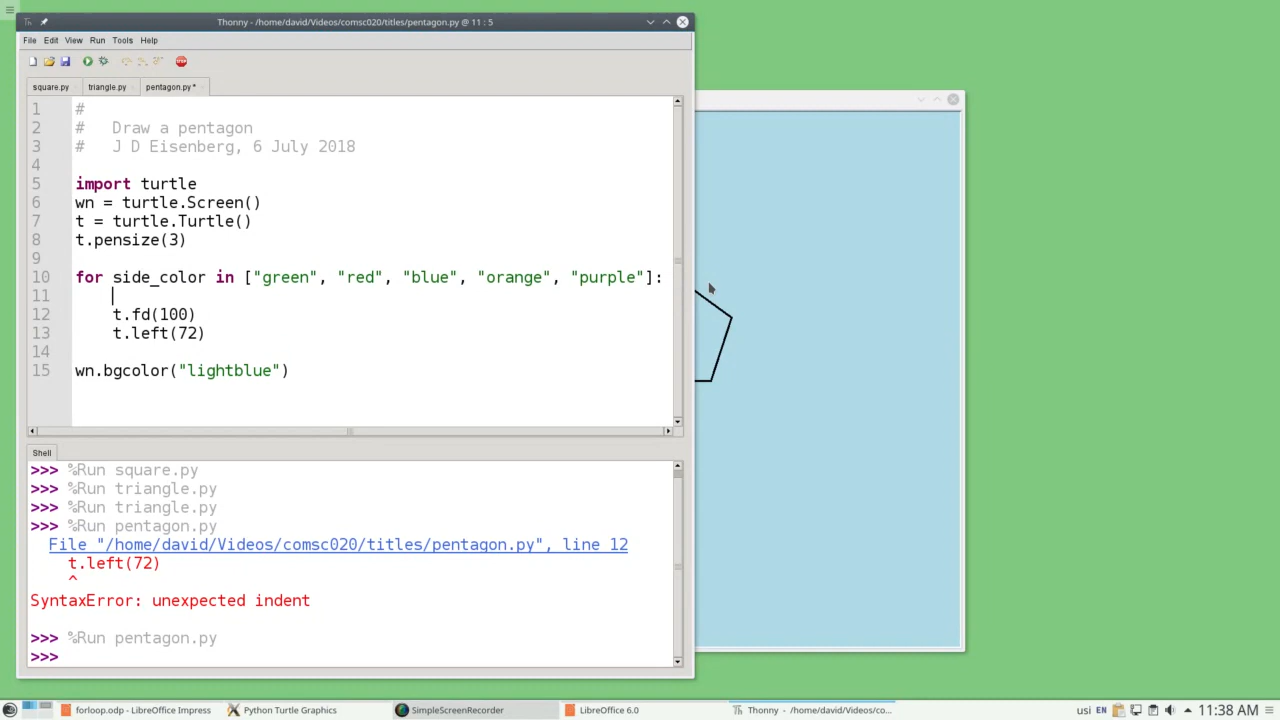 Thonny - /home/david/Videos/comsc020/titles/pentagon.py @ 11 : 5
File Edit View Run Tools Help
STOP
square.py triangle.py pentagon.py *
1 #
2 #   Draw a pentagon
3 #   J D Eisenberg, 6 July 2018
4
5 import turtle
6 wn = turtle.Screen()
7 t = turtle.Turtle()
8 t.pensize(3)
9
10 for side_color in ["green", "red", "blue", "orange", "purple"]:
11
12     t.fd(100)
13     t.left(72)
14
15 wn.bgcolor("lightblue")
Shell
>>> %Run square.py
>>> %Run triangle.py
>>> %Run triangle.py
>>> %Run pentagon.py
File "/home/david/Videos/comsc020/titles/pentagon.py", line 12
t.left(72)
^
SyntaxError: unexpected indent
>>> %Run pentagon.py
>>>
forloop.odp - LibreOffice Impress Python Turtle Graphics SimpleScreenRecorder LibreOffice 6.0 Thonny - /home/david/Videos/co... usi EN 11:38 AM